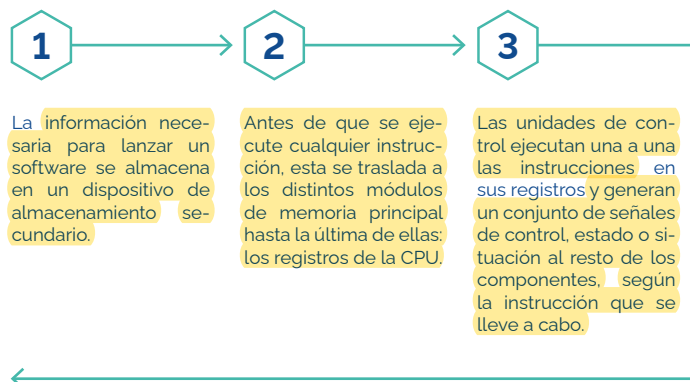 1
La información nece-
saria para lanzar un
software se almacena
en un dispositivo de
almacenamiento se-
cundario.
2
Antes de que se eje-
cute cualquier instruc-
ción, esta se traslada a
los distintos módulos
de memoria principal
hasta la última de ellas:
los registros de la CPU.
3
Las unidades de con-
trol ejecutan una a una
las instrucciones en
sus registros y generan
un conjunto de señales
de control, estado o si-
tuación al resto de los
componentes, según
la instrucción que se
lleve a cabo.